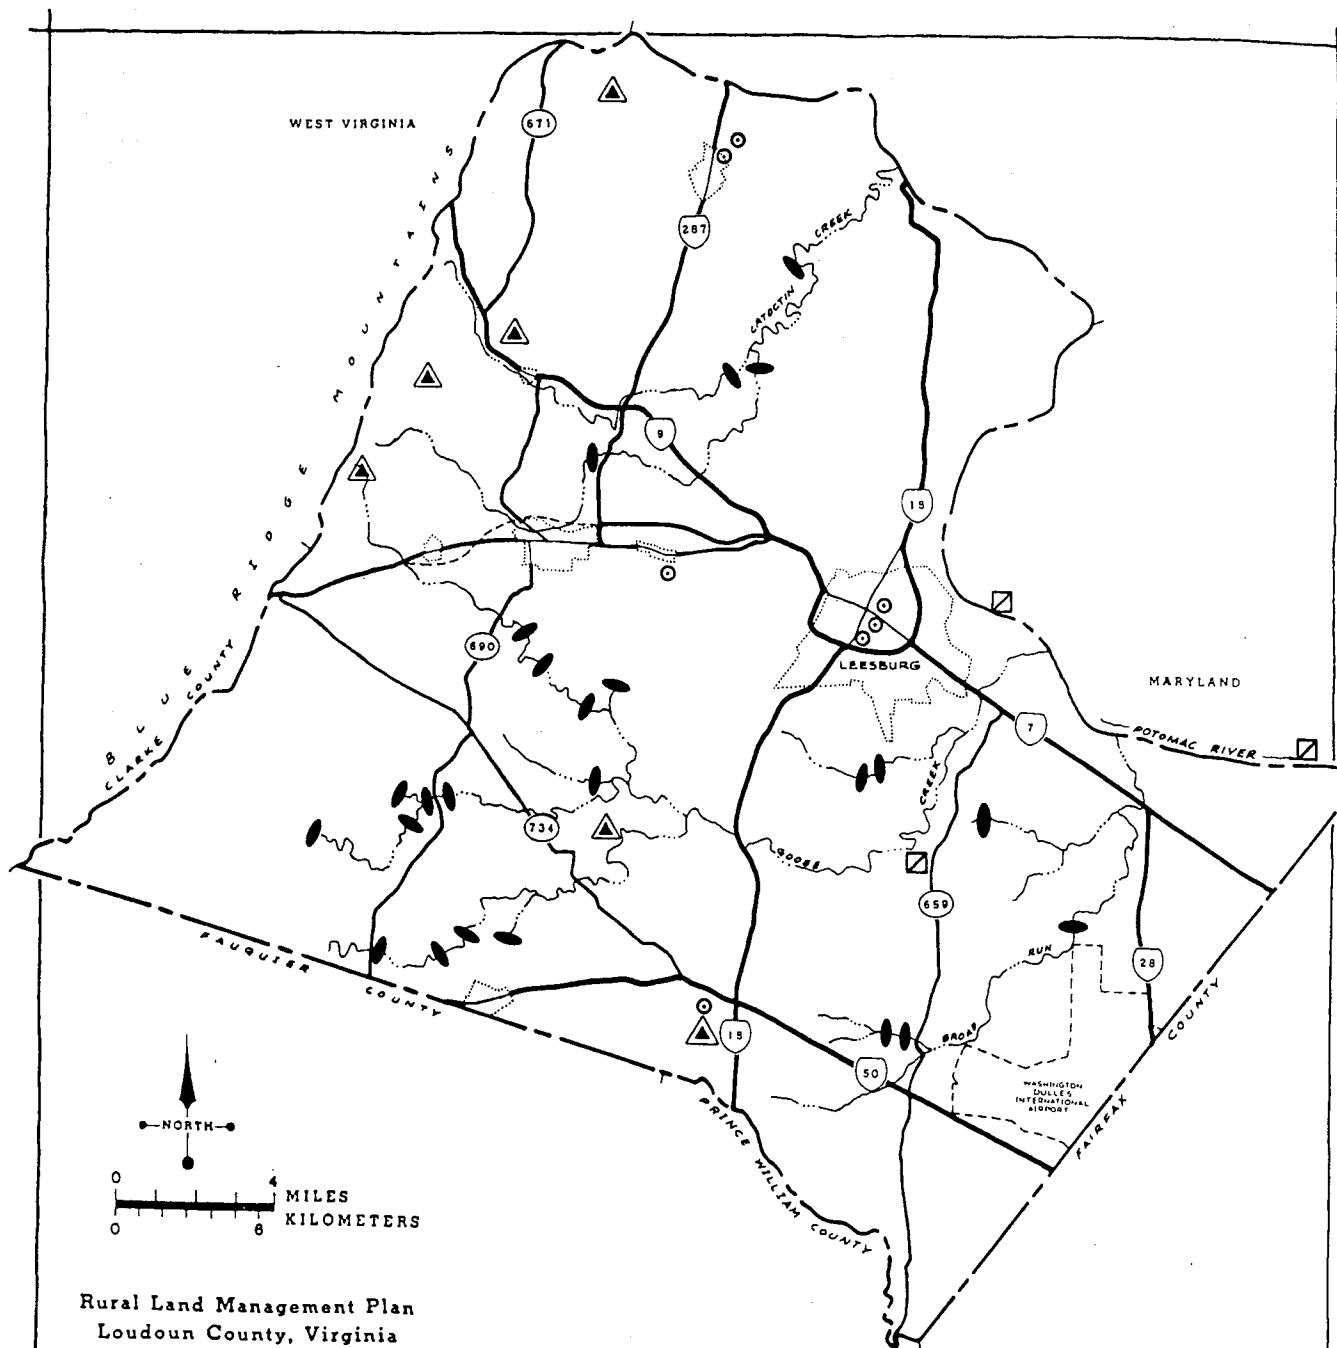 WEST VIRGINIA
671
287
CREEK
CATOCTIN
9
15
BLUE RIDGE MOUNTAINS
CLARKE COUNTY
690
LEESBURG
MARYLAND
7
POTOMAC RIVER
CREEK
GOOSE
734
659
RUN
BROAD
28
FAUQUIER COUNTY
15
50
WASHINGTON
DULLES
INTERNATIONAL
AIRPORT
FAIRFAX COUNTY
PRINCE WILLIAM COUNTY
NORTH
0 4
MILES
KILOMETERS
0 6
Rural Land Management Plan
Loudoun County, Virginia